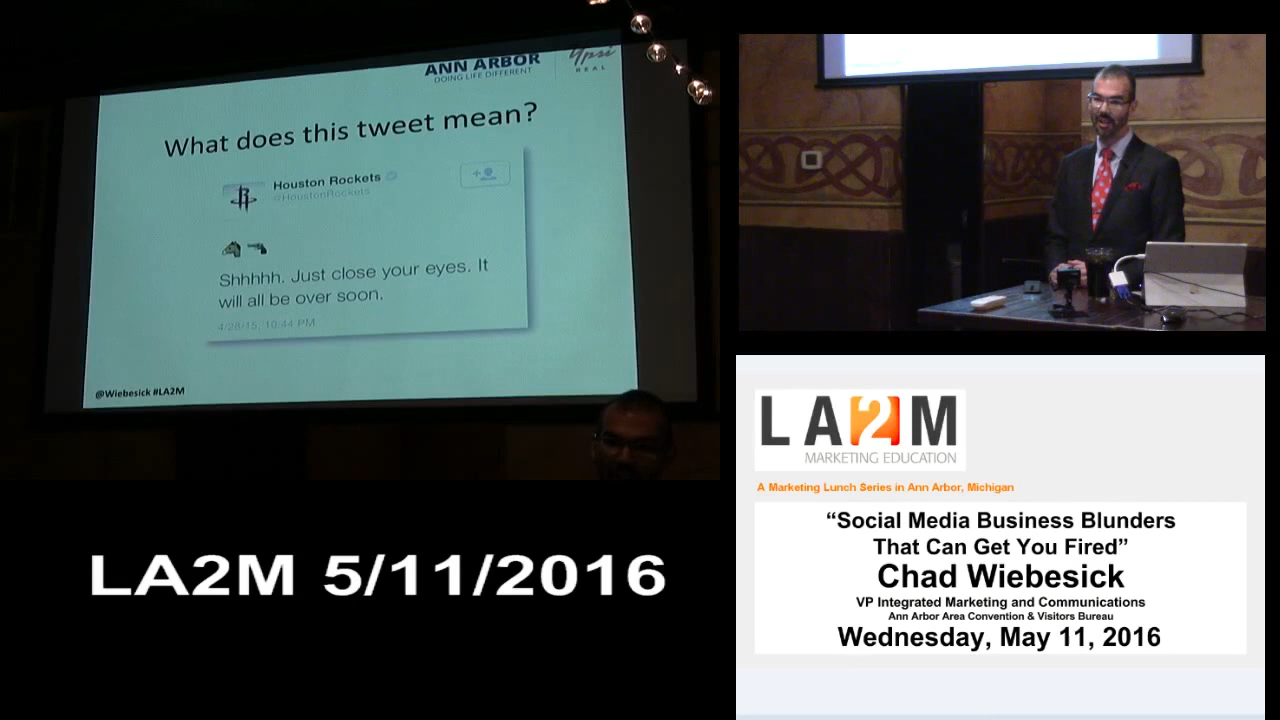 ANN ARBOR
DOING LIFE DIFFERENT
Ypsi
REAL
What does this tweet mean?
Houston Rockets
@HoustonRockets
Shhhhh. Just close your eyes. It
will all be over soon.
4/28/15, 10:44 PM
@Wiebesick #LA2M
LA2M 5/11/2016
LA2M
MARKETING EDUCATION
A Marketing Lunch Series in Ann Arbor, Michigan
“Social Media Business Blunders
That Can Get You Fired”
Chad Wiebesick
VP Integrated Marketing and Communications
Ann Arbor Area Convention & Visitors Bureau
Wednesday, May 11, 2016